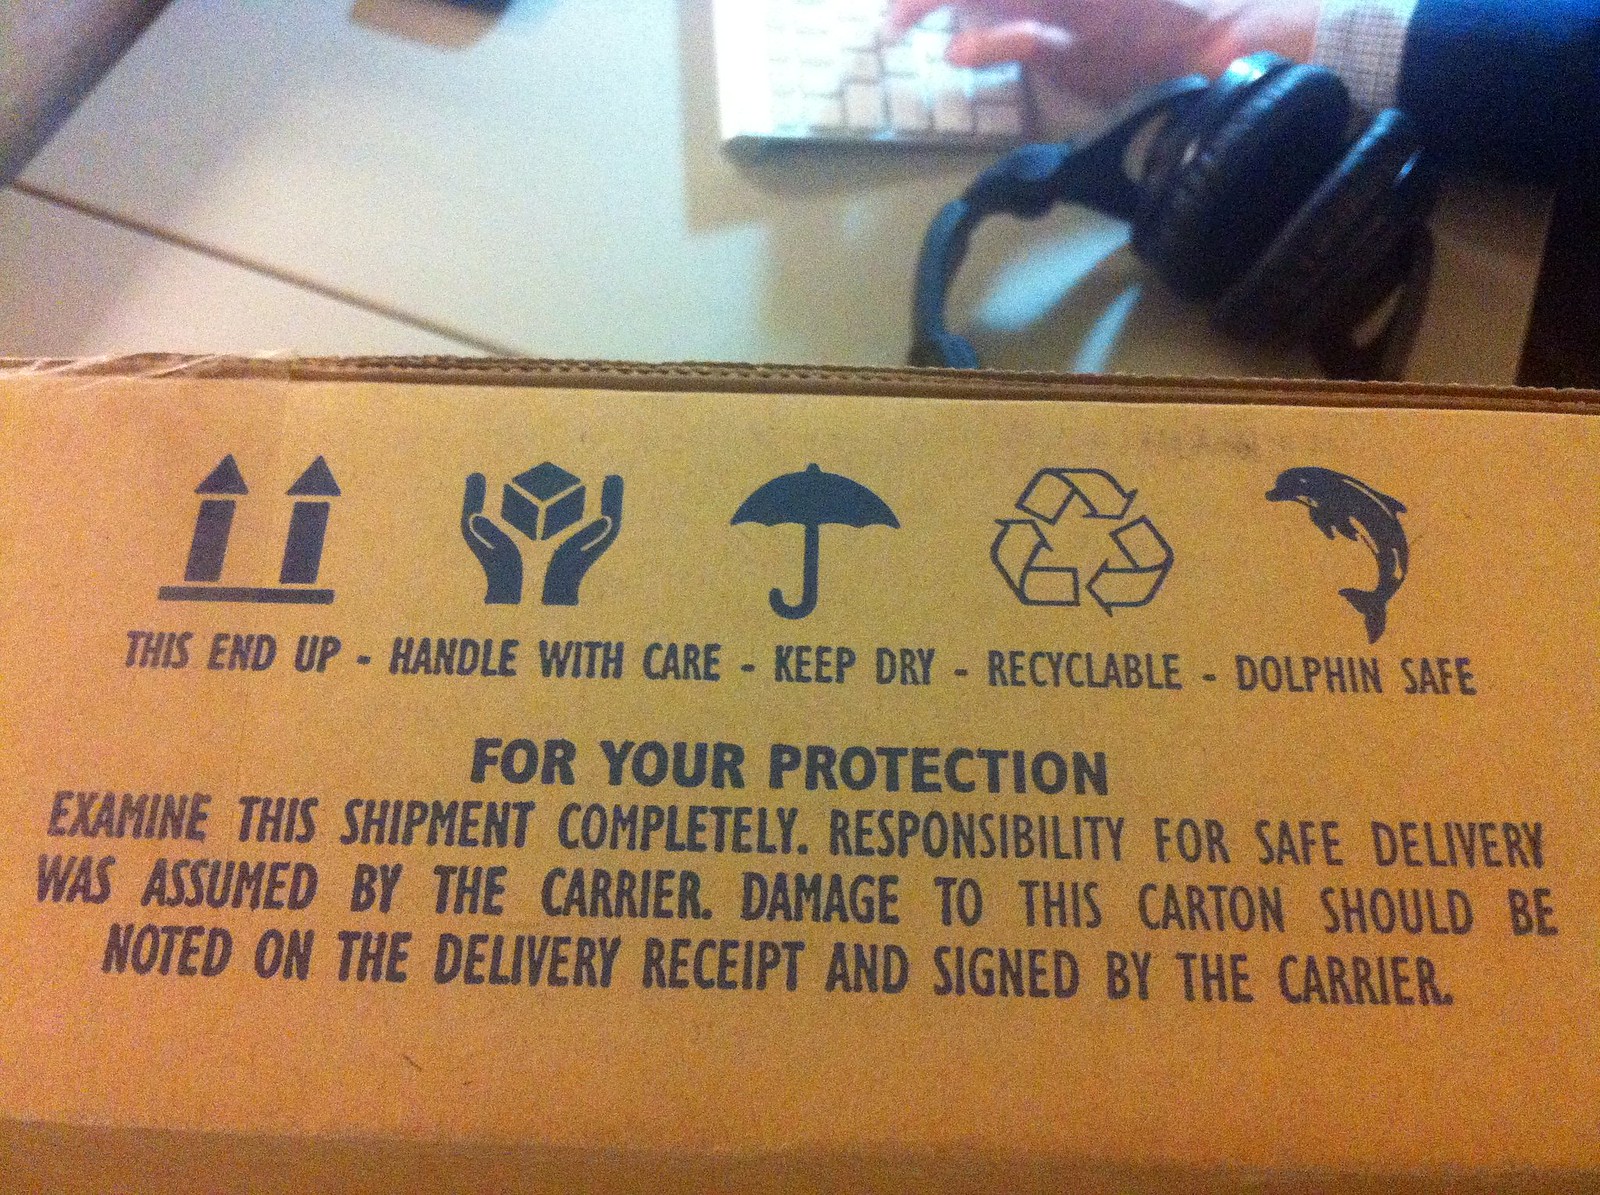 THIS END UP - HANDLE WITH CARE - KEEP DRY - RECYCLABLE - DOLPHIN SAFE
FOR YOUR PROTECTION
EXAMINE THIS SHIPMENT COMPLETELY. RESPONSIBILITY FOR SAFE DELIVERY
WAS ASSUMED BY THE CARRIER. DAMAGE TO THIS CARTON SHOULD BE
NOTED ON THE DELIVERY RECEIPT AND SIGNED BY THE CARRIER.